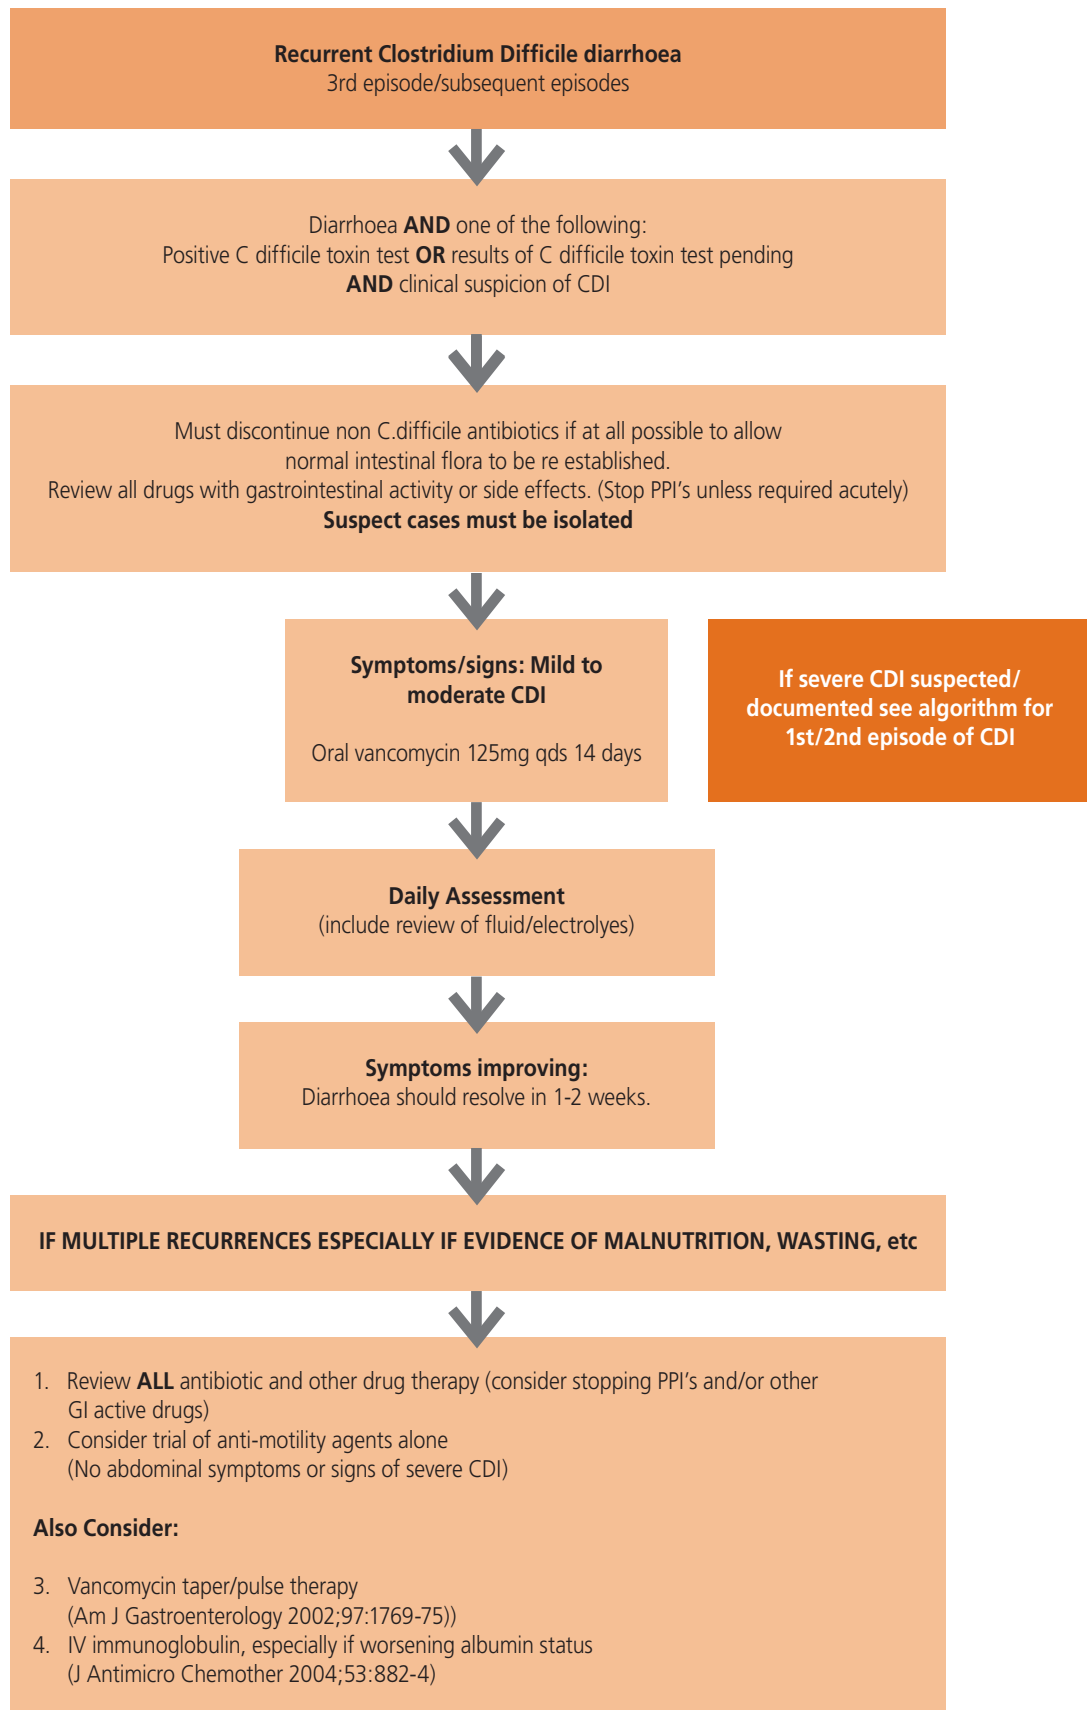 Recurrent Clostridium Difficile diarrhoea
3rd episode/subsequent episodes
Diarrhoea AND one of the following:
Positive C difficile toxin test OR results of C difficile toxin test pending
AND clinical suspicion of CDI
Must discontinue non C.difficile antibiotics if at all possible to allow
normal intestinal flora to be re established.
Review all drugs with gastrointestinal activity or side effects. (Stop PPI's unless required acutely)
Suspect cases must be isolated
Symptoms/signs: Mild to
moderate CDI
Oral vancomycin 125mg qds 14 days
If severe CDI suspected/
documented see algorithm for
1st/2nd episode of CDI
Daily Assessment
(include review of fluid/electrolyes)
Symptoms improving:
Diarrhoea should resolve in 1-2 weeks.
IF MULTIPLE RECURRENCES ESPECIALLY IF EVIDENCE OF MALNUTRITION, WASTING, etc
1. Review ALL antibiotic and other drug therapy (consider stopping PPI's and/or other
GI active drugs)
2. Consider trial of anti-motility agents alone
(No abdominal symptoms or signs of severe CDI)
Also Consider:
3. Vancomycin taper/pulse therapy
(Am J Gastroenterology 2002;97:1769-75))
4. IV immunoglobulin, especially if worsening albumin status
(J Antimicro Chemother 2004;53:882-4)